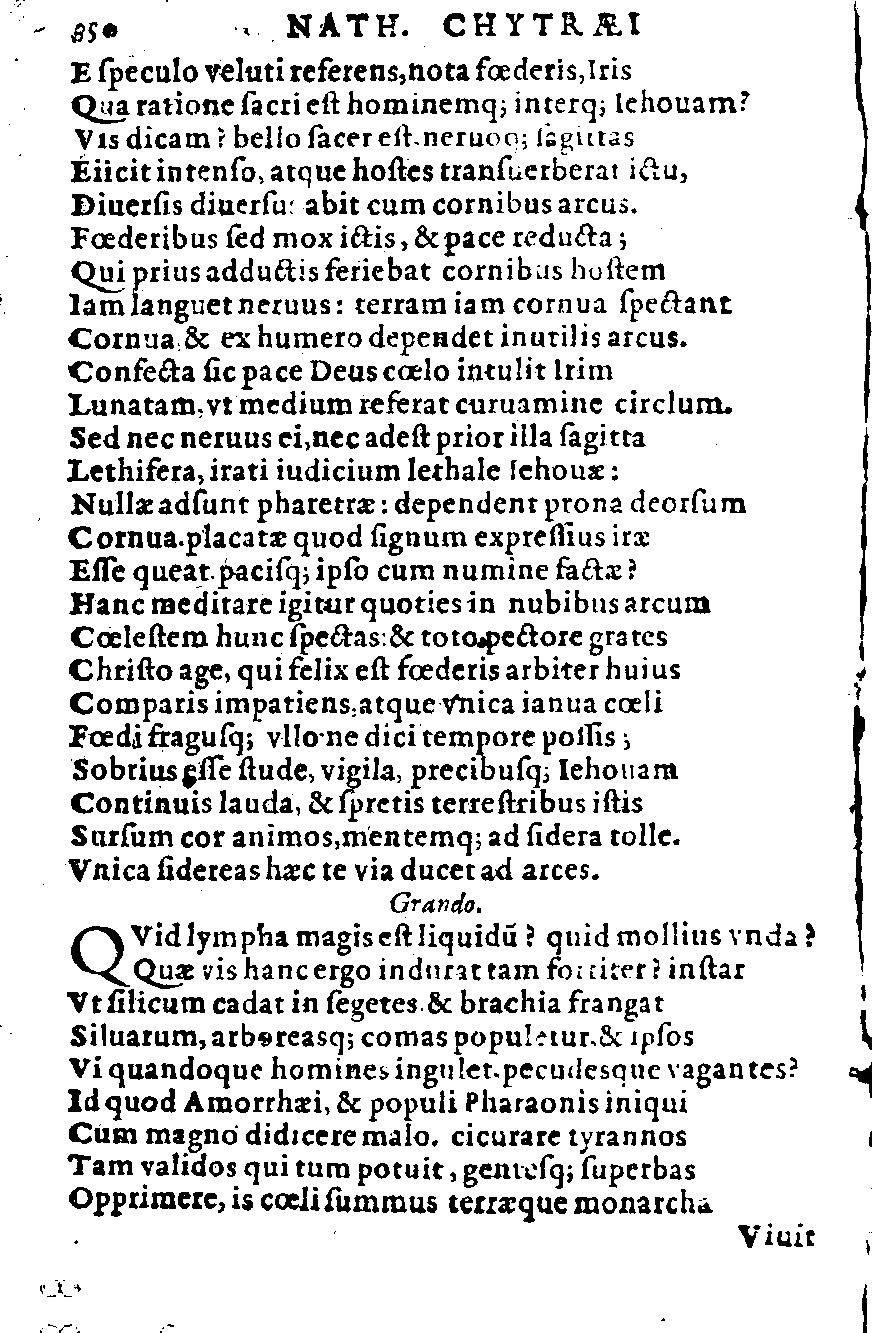 850 NATH. CHYTRÆI
E ſpeculo veluti referens,nota fœderis,Iris
Qua ratione ſacri eſt hominemq; interq; Iehouam?
Vis dicam? bello ſacer eſt.neruoq; ſagittas
Eiicit intenſo, atque hoſtes tranſuerberat ictu,
Diuerſis diuerſu: abit cum cornibus arcus.
Fœderibus ſed mox ictis, & pace reducta;
Qui prius adductis feriebat cornibus hoſtem
Iam languet neruus: terram iam cornua ſpectant
Cornua,& ex humero dependet inutilis arcus.
Confecta ſic pace Deus cœlo intulit Irim
Lunatam,vt medium referat curuamine circlum.
Sed nec neruus ei,nec adeſt prior illa ſagitta
Lethifera, irati iudicium lethale Iehouæ:
Nullæ adſunt pharetræ: dependent prona deorſum
Cornua.placatæ quod ſignum expreſſius iræ
Eſſe queat.paciſq; ipſo cum numine factæ?
Hanc meditare igitur quoties in nubibus arcum
Cœleſtem hunc ſpectas:& toto pectore grates
Chriſto age, qui felix eſt fœderis arbiter huius
Comparis impatiens,atque vnica ianua cœli
Fœdi fraguſq; vllo ne dici tempore poſſis;
Sobrius eſſe ſtude, vigila, precibuſq; Iehouam
Continuis lauda, & ſpretis terreſtribus iſtis
Surſum cor animos,mentemq; ad ſidera tolle.
Vnica ſidereas hæc te via ducet ad arces.
Grando.
QVid lympha magis eſt liquidū? quid mollius vnda?
Quæ vis hanc ergo indurat tam fortiter? inſtar
Vt ſilicum cadat in ſegetes.& brachia frangat
Siluarum, arboreasq; comas populetur.& ipſos
Vi quandoque homines iugulet.pecudesque vagantes?
Id quod Amorrhæi, & populi Pharaonis iniqui
Cum magno didicere malo. cicurare tyrannos
Tam validos qui tum potuit, genteſq; ſuperbas
Opprimere, is cœli ſummus terræque monarcha
Viuit